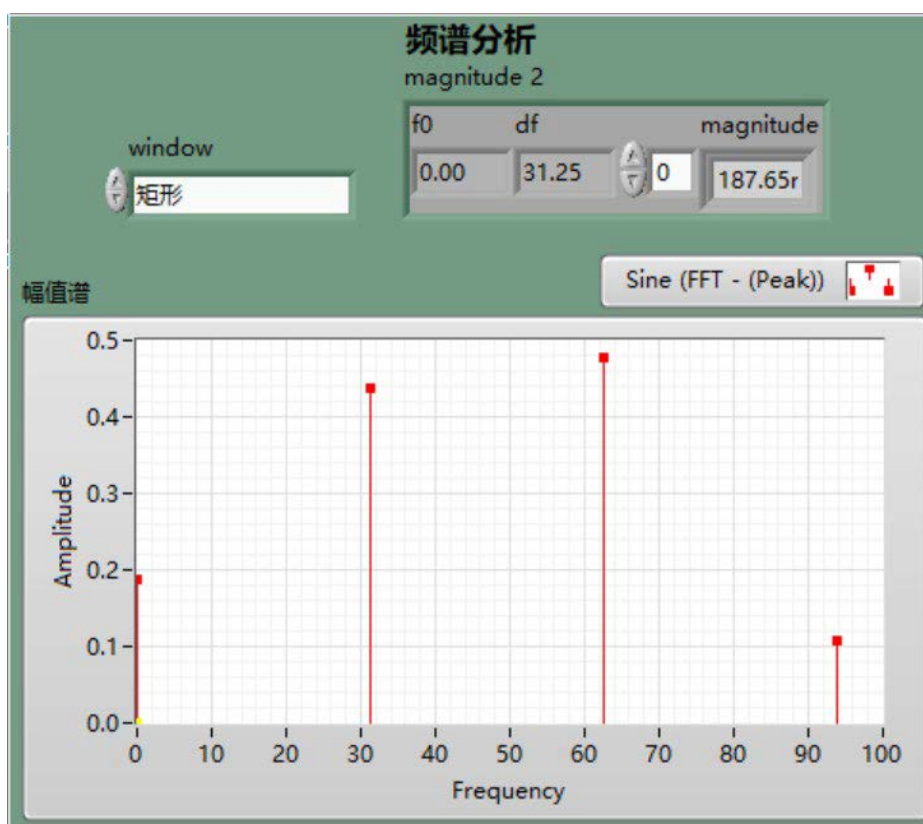 频谱分析
magnitude 2
f0 df magnitude
0.00 31.25 0 187.65r
window
矩形
Sine (FFT - (Peak))
幅值谱
0.5
0.4
0.3
0.2
0.1
0.0
Amplitude
0 10 20 30 40 50 60 70 80 90 100
Frequency